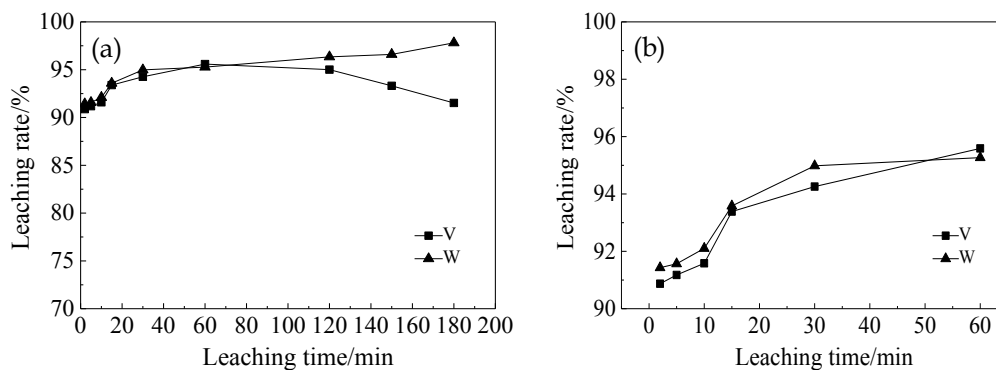 (a)
Leaching rate/%
100
95
90
85
80
75
70
V
W
0 20 40 60 80 100 120 140 160 180 200
Leaching time/min
(b)
Leaching rate/%
100
98
96
94
92
90
V
W
0 10 20 30 40 50 60
Leaching time/min